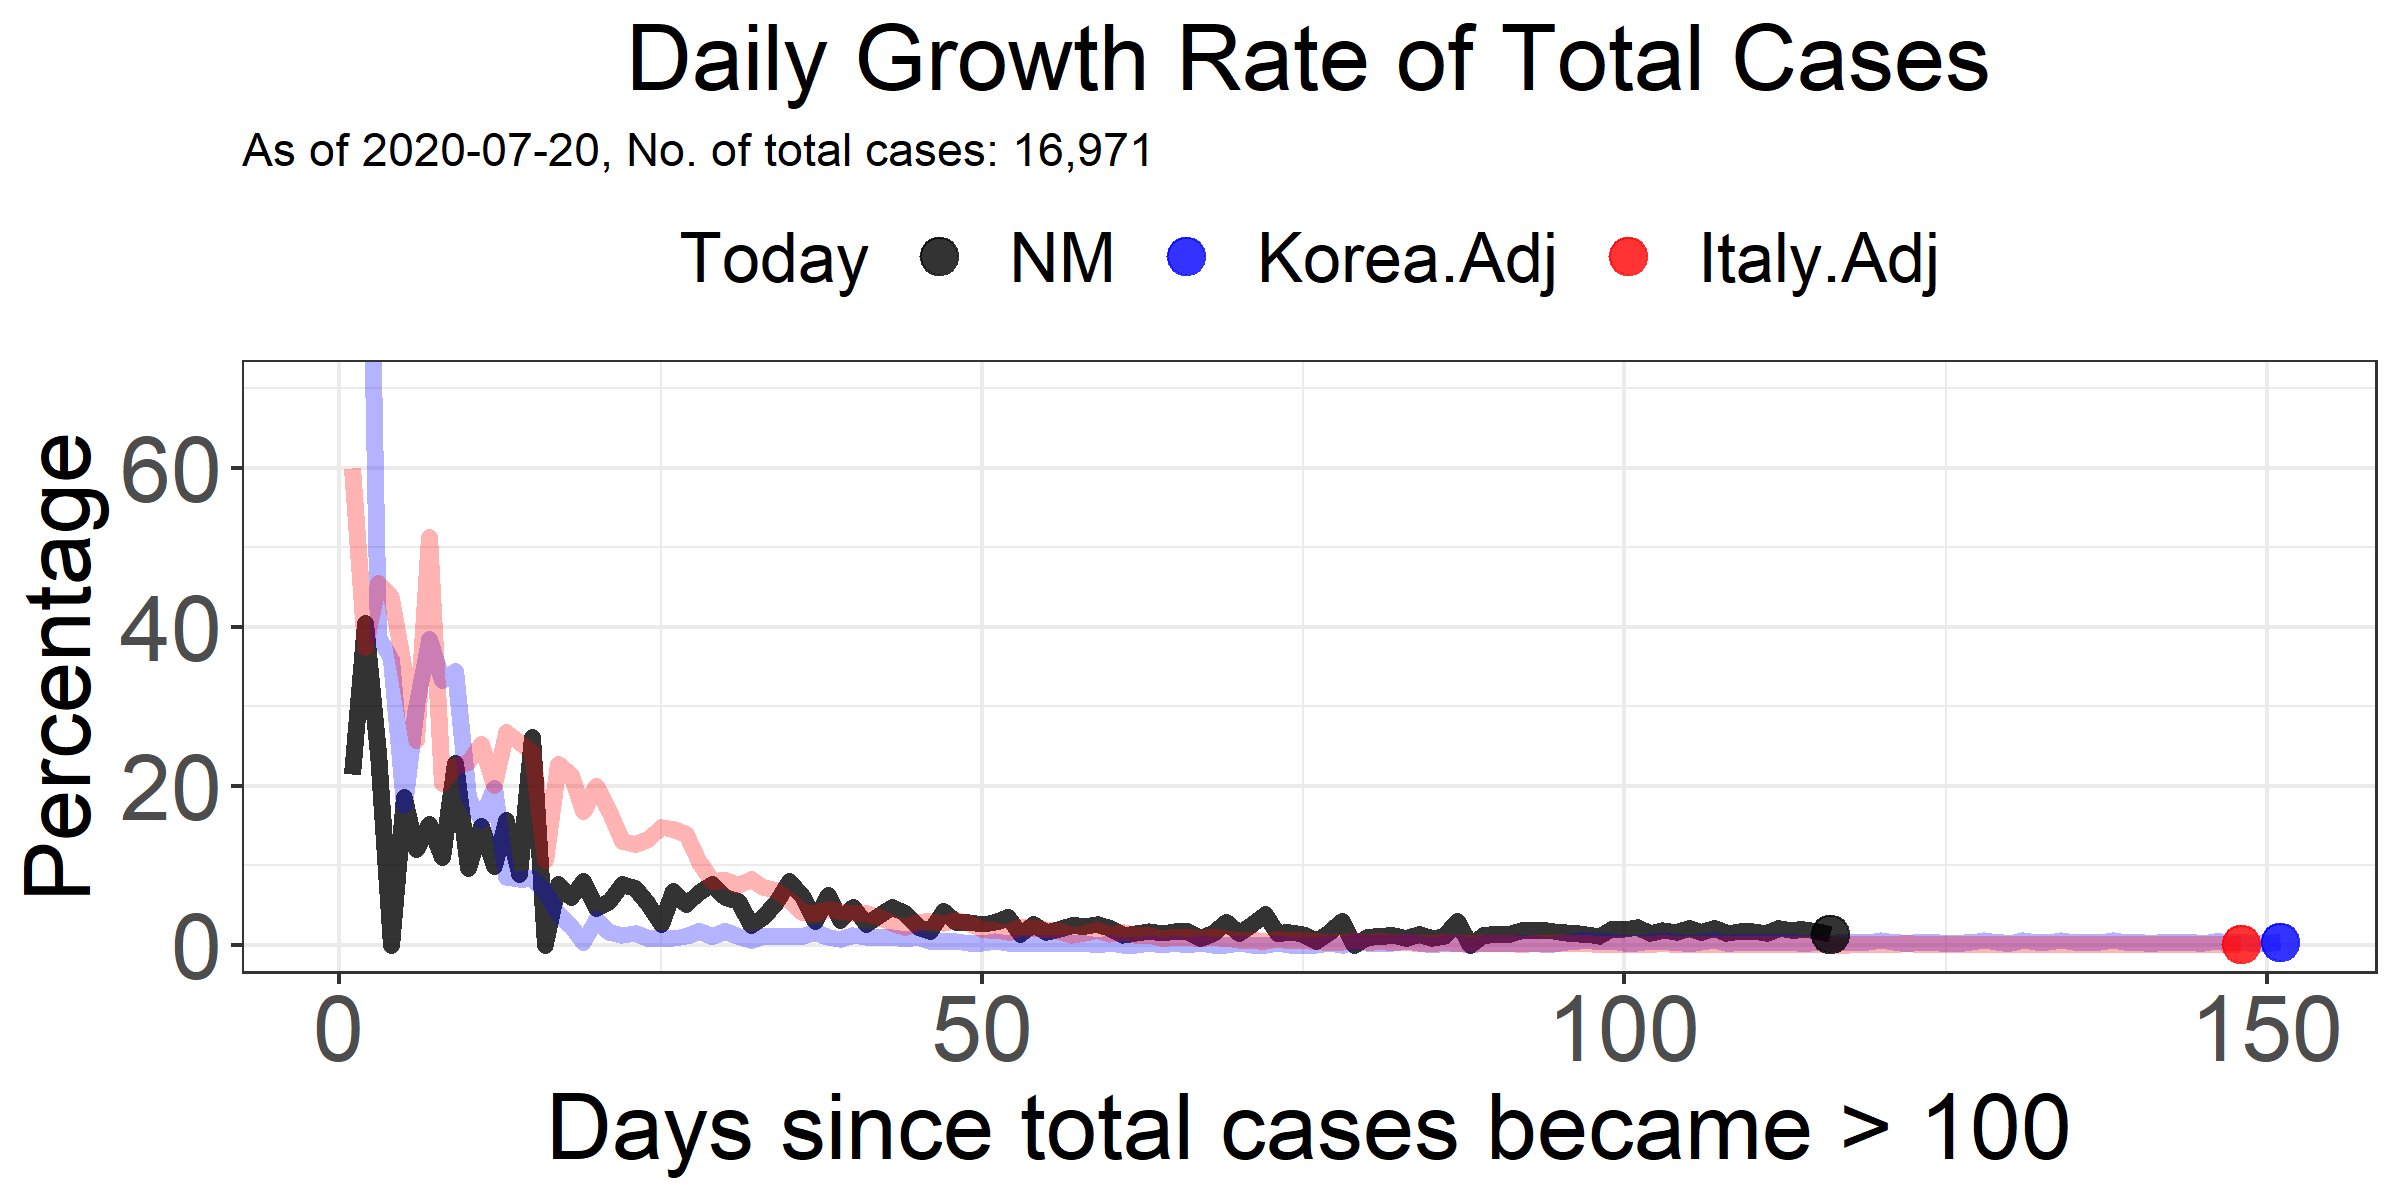 Daily Growth Rate of Total Cases
As of 2020-07-20, No. of total cases: 16,971
Today NM Korea.Adj Italy.Adj
Percentage
60
40
20
0
0 50 100 150
Days since total cases became > 100